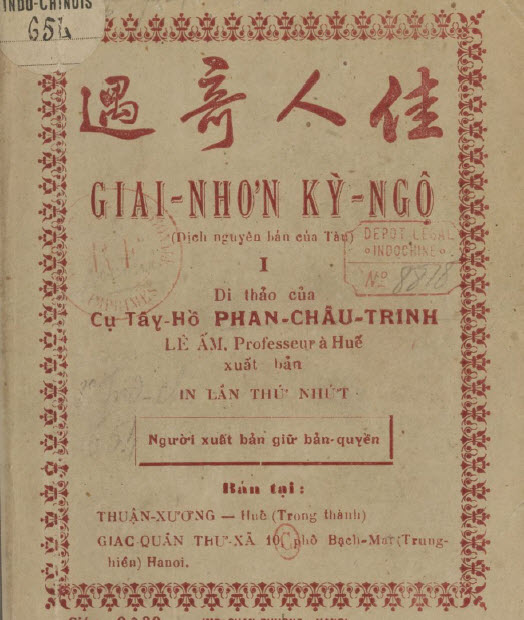 INDO-CHINOIS
65L
遇奇人佳
GIAI-NHƠN KỲ-NGỘ
(Dịch nguyên bản của Tàu)
DEPOT LEGAL
INDOCHINE
Nº 8818
I
Di thảo của
Cụ Tây-Hồ PHAN-CHÂU-TRINH
LÊ ẤM, Professeur à Huế
xuất bản
IN LẦN THỨ NHỨT
Người xuất bản giữ bản-quyền
Bán tại :
THUẬN-XƯƠNG — Huế (Trong thành)
GIAC-QUÂN THƯ-XÃ 10 phố Bạch-Mai (Trung-
hiền) Hanoi.